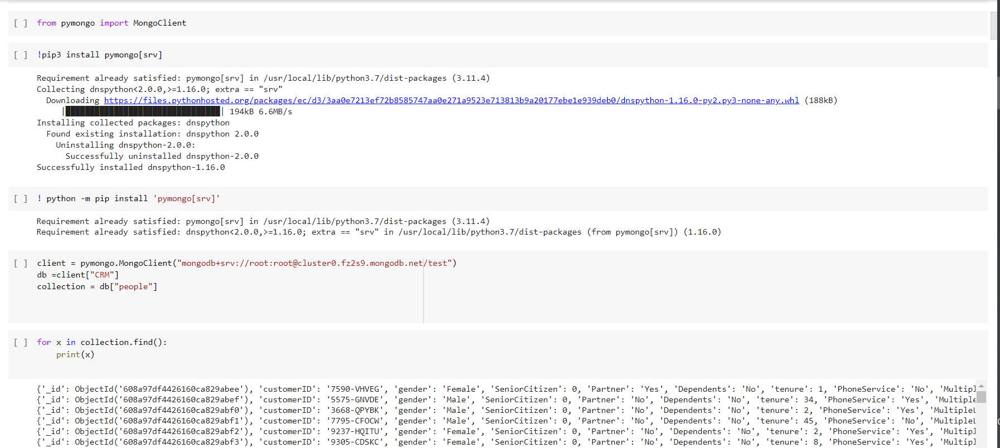 [ ] from pymongo import MongoClient
[ ] !pip3 install pymongo[srv]
Requirement already satisfied: pymongo[srv] in /usr/local/lib/python3.7/dist-packages (3.11.4)
Collecting dnspython<2.0.0,>=1.16.0; extra == "srv"
Downloading https://files.pythonhosted.org/packages/ec/d3/3aa0e7213ef72b8585747aa0e271a9523e713813b9a20177ebe1e939deb0/dnspython-1.16.0-py2.py3-none-any.whl (188kB)
|████████████████████████████████| 194kB 6.6MB/s
Installing collected packages: dnspython
Found existing installation: dnspython 2.0.0
Uninstalling dnspython-2.0.0:
Successfully uninstalled dnspython-2.0.0
Successfully installed dnspython-1.16.0
[ ] ! python -m pip install 'pymongo[srv]'
Requirement already satisfied: pymongo[srv] in /usr/local/lib/python3.7/dist-packages (3.11.4)
Requirement already satisfied: dnspython<2.0.0,>=1.16.0; extra == "srv" in /usr/local/lib/python3.7/dist-packages (from pymongo[srv]) (1.16.0)
[ ] client = pymongo.MongoClient("mongodb+srv://root:root@cluster0.fz2s9.mongodb.net/test")
db =client["CRM"]
collection = db["people"]
[ ] for x in collection.find():
print(x)
{'_id': ObjectId('608a97df4426160ca829abee'), 'customerID': '7590-VHVEG', 'gender': 'Female', 'SeniorCitizen': 0, 'Partner': 'Yes', 'Dependents': 'No', 'tenure': 1, 'PhoneService': 'No', 'Multipl
{'_id': ObjectId('608a97df4426160ca829abef'), 'customerID': '5575-GNVDE', 'gender': 'Male', 'SeniorCitizen': 0, 'Partner': 'No', 'Dependents': 'No', 'tenure': 34, 'PhoneService': 'Yes', 'Multiple
{'_id': ObjectId('608a97df4426160ca829abf0'), 'customerID': '3668-QPYBK', 'gender': 'Male', 'SeniorCitizen': 0, 'Partner': 'No', 'Dependents': 'No', 'tenure': 2, 'PhoneService': 'Yes', 'MultipleL
{'_id': ObjectId('608a97df4426160ca829abf1'), 'customerID': '7795-CFOCW', 'gender': 'Male', 'SeniorCitizen': 0, 'Partner': 'No', 'Dependents': 'No', 'tenure': 45, 'PhoneService': 'No', 'MultipleL
{'_id': ObjectId('608a97df4426160ca829abf2'), 'customerID': '9237-HQITU', 'gender': 'Female', 'SeniorCitizen': 0, 'Partner': 'No', 'Dependents': 'No', 'tenure': 2, 'PhoneService': 'Yes', 'Multipl
{'_id': ObjectId('608a97df4426160ca829abf3'), 'customerID': '9305-CDSKC', 'gender': 'Female', 'SeniorCitizen': 0, 'Partner': 'No', 'Dependents': 'No', 'tenure': 8, 'PhoneService': 'Yes', 'Multipl